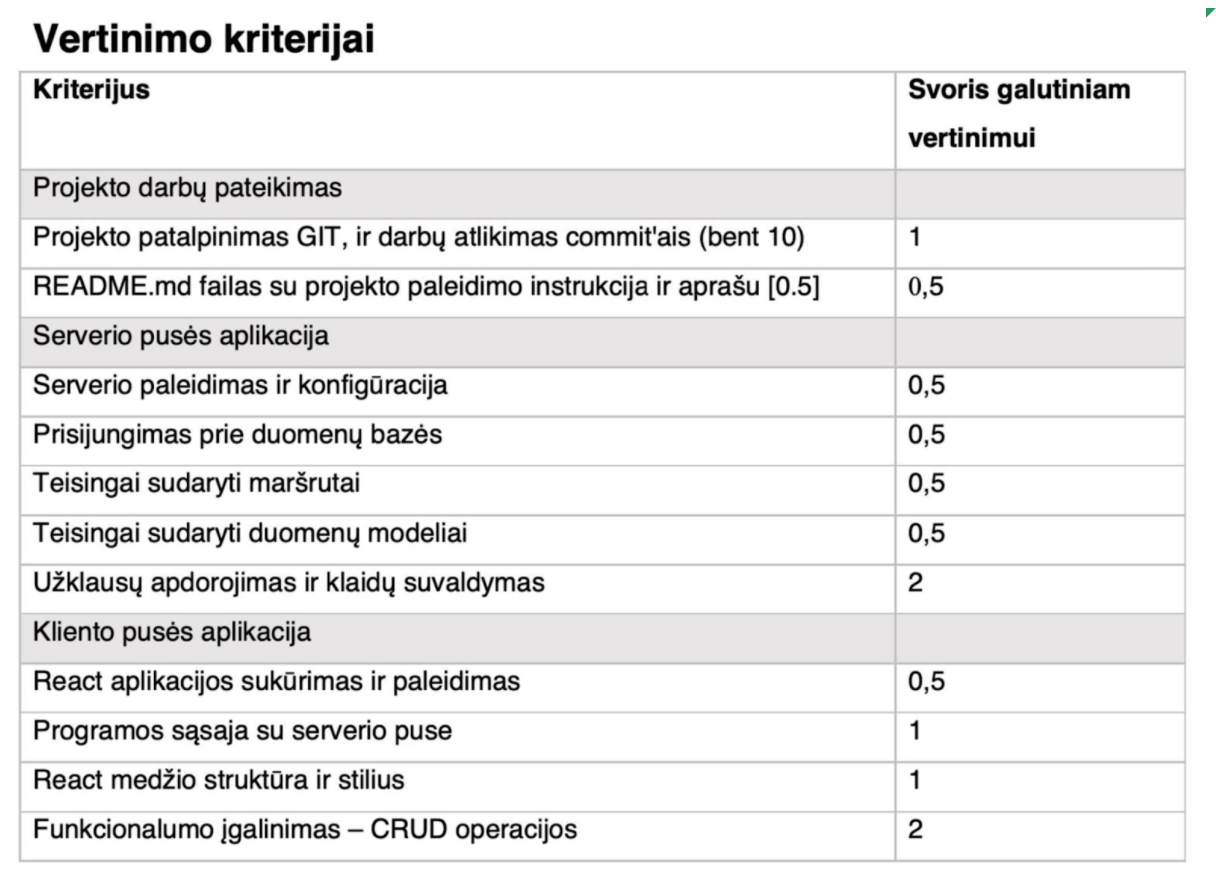 Vertinimo kriterijai
Kriterijus
Svoris galutiniam
vertinimui
Projekto darbų pateikimas
Projekto patalpinimas GIT, ir darbų atlikimas commit'ais (bent 10)
1
README.md failas su projekto paleidimo instrukcija ir aprašu [0.5]
0,5
Serverio pusės aplikacija
Serverio paleidimas ir konfigūracija
0,5
Prisijungimas prie duomenų bazės
0,5
Teisingai sudaryti maršrutai
0,5
Teisingai sudaryti duomenų modeliai
0,5
Užklausų apdorojimas ir klaidų suvaldymas
2
Kliento pusės aplikacija
React aplikacijos sukūrimas ir paleidimas
0,5
Programos sąsaja su serverio puse
1
React medžio struktūra ir stilius
1
Funkcionalumo įgalinimas – CRUD operacijos
2